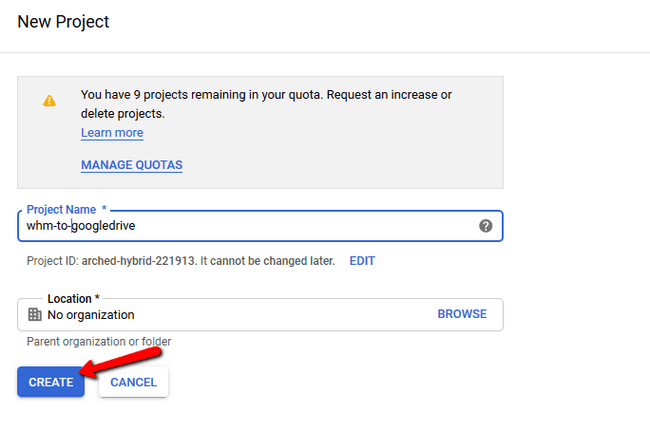 New Project
You have 9 projects remaining in your quota. Request an increase or
delete projects.
Learn more
MANAGE QUOTAS
Project Name *
whm-to-googledrive
Project ID: arched-hybrid-221913. It cannot be changed later. EDIT
Location *
No organization BROWSE
Parent organization or folder
CREATE CANCEL